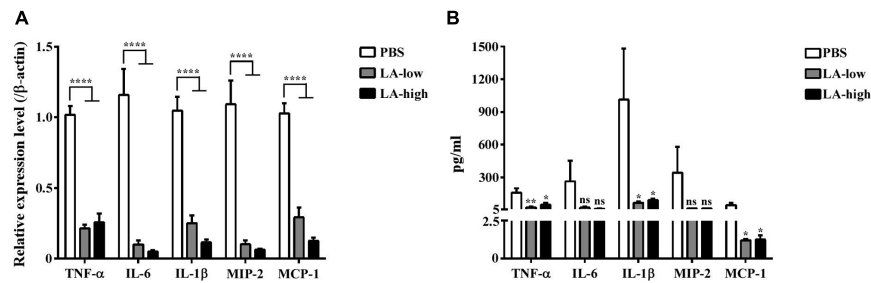 A
Relative expression level (/β-actin)
1.5
1.0
0.5
0
****
****
****
****
****
PBS
LA-low
LA-high
TNF-α
IL-6
IL-1β
MIP-2
MCP-1
B
pg/ml
1500
1200
900
600
300
5
2.5
0
**
*
ns
ns
*
*
ns
ns
*
*
PBS
LA-low
LA-high
TNF-α
IL-6
IL-1β
MIP-2
MCP-1